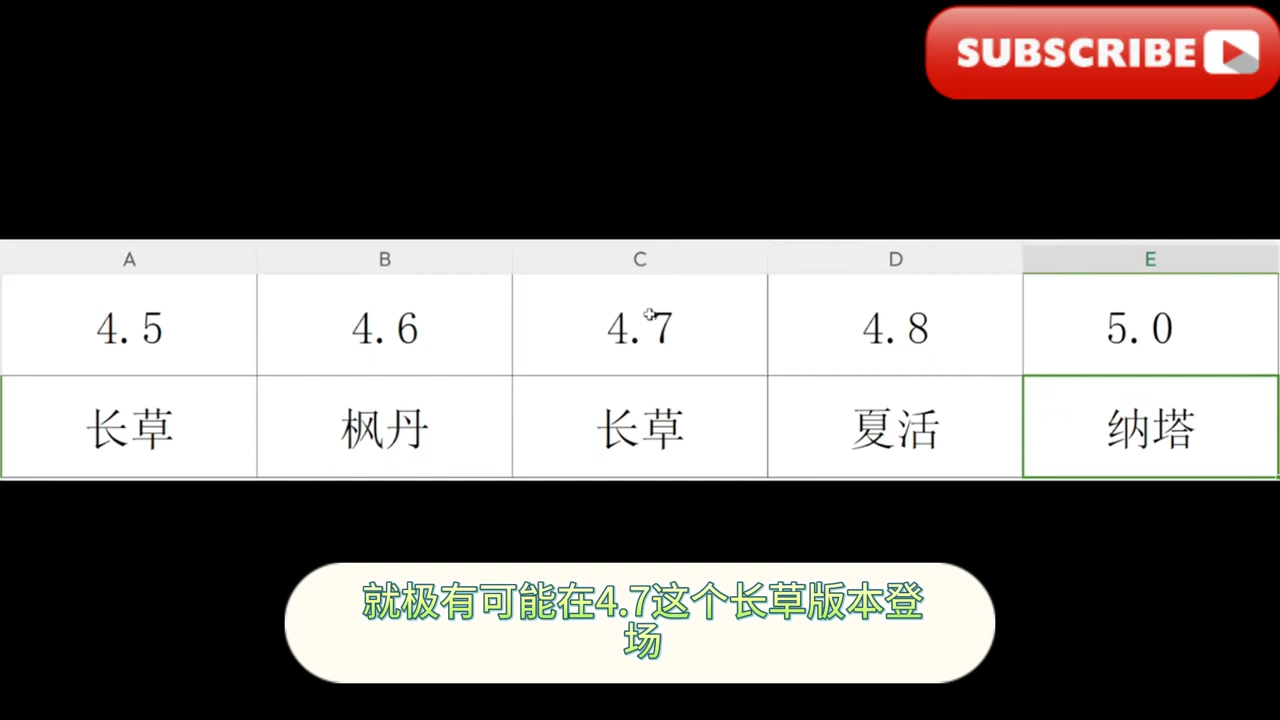 SUBSCRIBE
A B C D E
4.5 4.6 4.7 4.8 5.0
长草 枫丹 长草 夏活 纳塔
就极有可能在4.7这个长草版本登
场